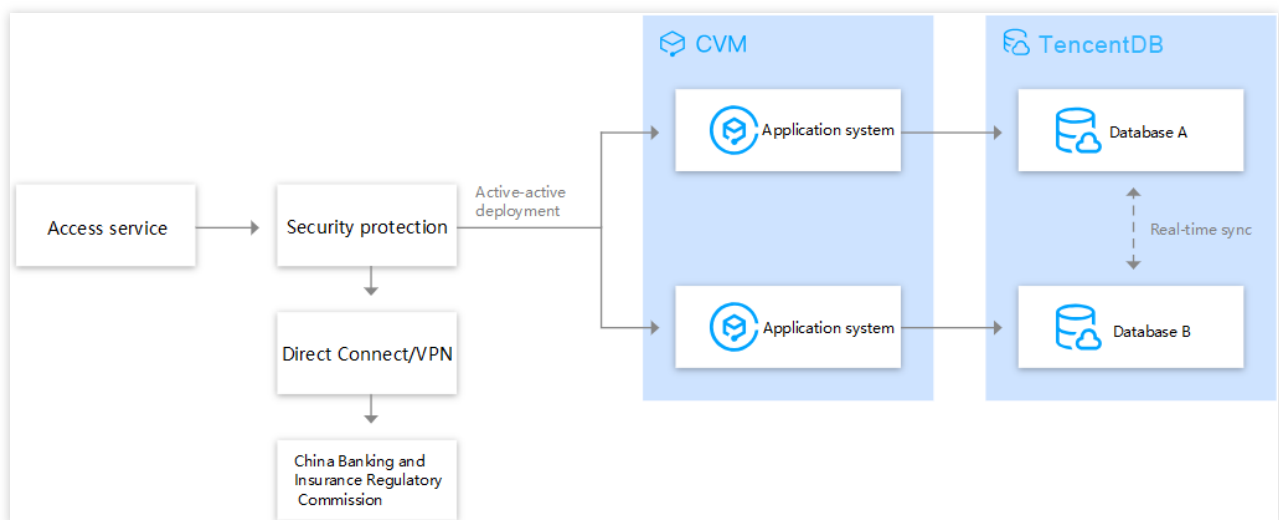 CVM
TencentDB
Application system
Database A
Active-active
deployment
Access service
Security protection
Real-time sync
Application system
Database B
Direct Connect/VPN
China Banking and
Insurance Regulatory
Commission